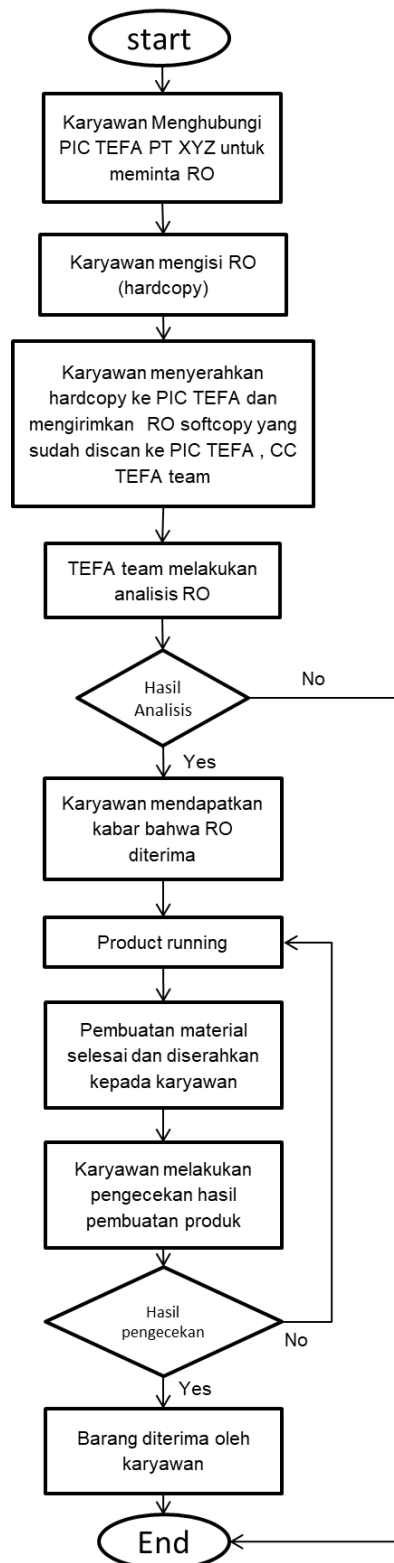 start
Karyawan Menghubungi
PIC TEFA PT XYZ untuk
meminta RO
Karyawan mengisi RO
(hardcopy)
Karyawan menyerahkan
hardcopy ke PIC TEFA dan
mengirimkan RO softcopy yang
sudah discan ke PIC TEFA , CC
TEFA team
TEFA team melakukan
analisis RO
Hasil
Analisis
No
Yes
Karyawan mendapatkan
kabar bahwa RO
diterima
Product running
Pembuatan material
selesai dan diserahkan
kepada karyawan
Karyawan melakukan
pengecekan hasil
pembuatan produk
Hasil
pengecekan
No
Yes
Barang diterima oleh
karyawan
End